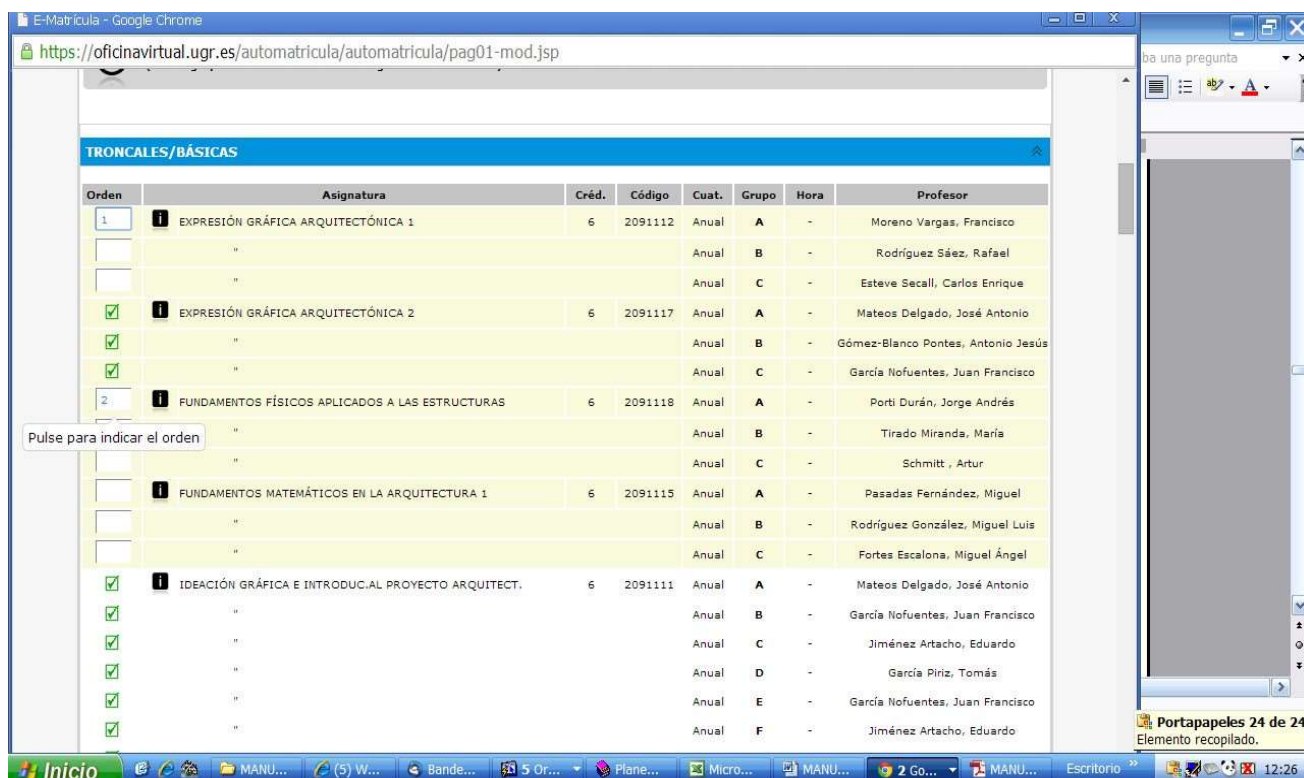 E-Matrícula - Google Chrome
https://oficinavirtual.ugr.es/automatricula/automatricula/pag01-mod.jsp
ba una pregunta
TRONCALES/BÁSICAS
Orden Asignatura Créd. Código Cuat. Grupo Hora Profesor
1 i EXPRESIÓN GRÁFICA ARQUITECTÓNICA 1 6 2091112 Anual A - Moreno Vargas, Francisco
" Anual B - Rodríguez Sáez, Rafael
" Anual C - Esteve Secall, Carlos Enrique
i EXPRESIÓN GRÁFICA ARQUITECTÓNICA 2 6 2091117 Anual A - Mateos Delgado, José Antonio
" Anual B - Gómez-Blanco Pontes, Antonio Jesús
" Anual C - García Nofuentes, Juan Francisco
2 i FUNDAMENTOS FÍSICOS APLICADOS A LAS ESTRUCTURAS 6 2091118 Anual A - Porti Durán, Jorge Andrés
Pulse para indicar el orden
" Anual B - Tirado Miranda, María
" Anual C - Schmitt , Artur
i FUNDAMENTOS MATEMÁTICOS EN LA ARQUITECTURA 1 6 2091115 Anual A - Pasadas Fernández, Miguel
" Anual B - Rodríguez González, Miguel Luis
" Anual C - Fortes Escalona, Miguel Ángel
i IDEACIÓN GRÁFICA E INTRODUC.AL PROYECTO ARQUITECT. 6 2091111 Anual A - Mateos Delgado, José Antonio
" Anual B - García Nofuentes, Juan Francisco
" Anual C - Jiménez Artacho, Eduardo
" Anual D - García Piriz, Tomás
" Anual E - García Nofuentes, Juan Francisco
" Anual F - Jiménez Artacho, Eduardo
Portapapeles 24 de 24
Elemento recopilado.
Inicio MANU... (5) W... Bande... 5 Or... Plane... Micro... MANU... 2 Go... MANU... Escritorio » 12:26